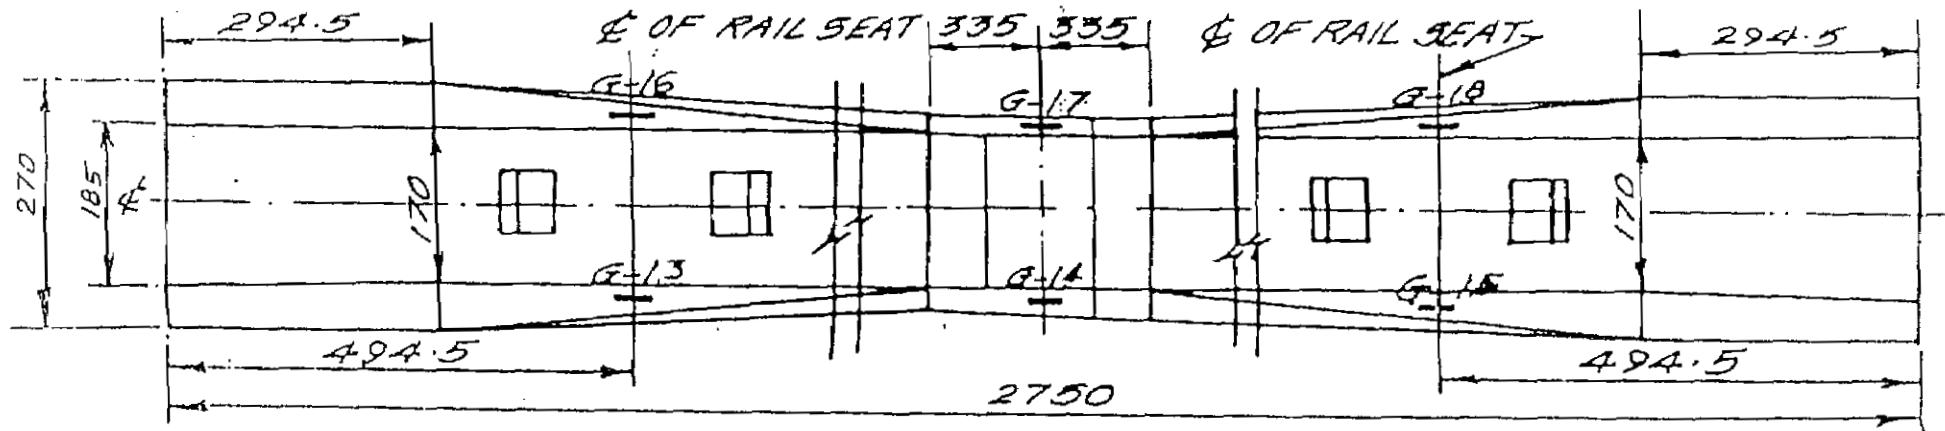 294.5 ℄ OF RAIL SEAT 335 335 ℄ OF RAIL SEAT 294.5
G-16 G-17 G-18
270 185 ℄ 170 170
G-13 G-14 G-15
494.5 494.5
2750